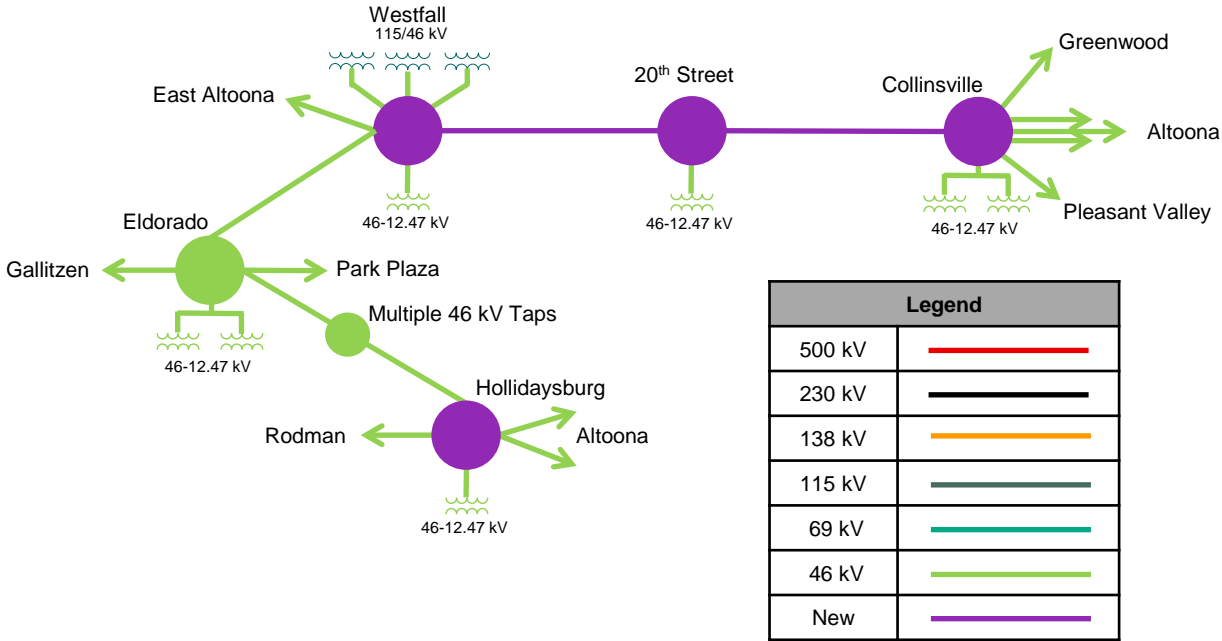 Westfall
115/46 kV
Greenwood
20th Street
Collinsville
East Altoona
Altoona
46-12.47 kV
46-12.47 kV
46-12.47 kV
Pleasant Valley
Eldorado
Gallitzen
Park Plaza
Multiple 46 kV Taps
46-12.47 kV
Hollidaysburg
Rodman
Altoona
46-12.47 kV
Legend
500 kV
230 kV
138 kV
115 kV
69 kV
46 kV
New